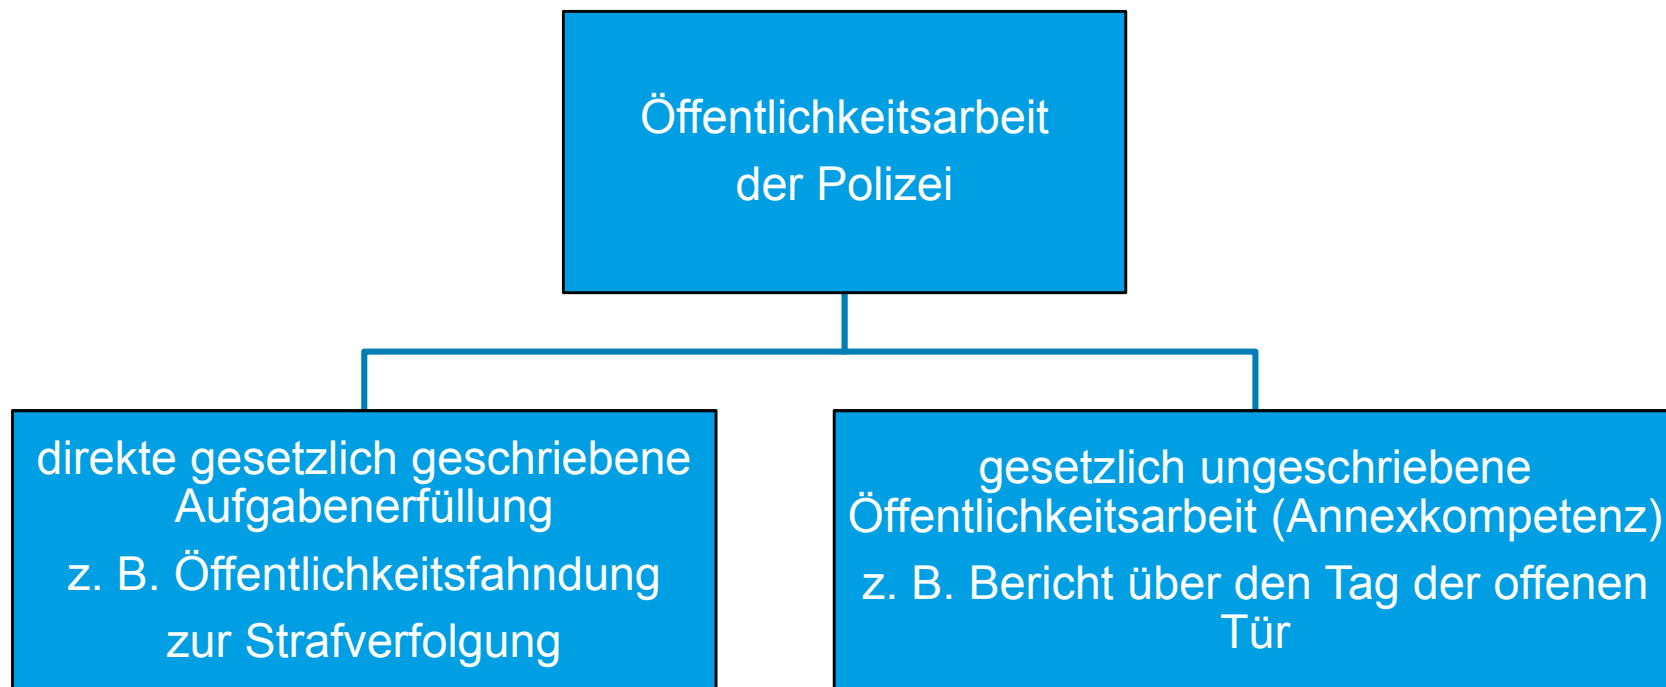 Öffentlichkeitsarbeit
der Polizei
direkte gesetzlich geschriebene
Aufgabenerfüllung
z. B. Öffentlichkeitsfahndung
zur Strafverfolgung
gesetzlich ungeschriebene
Öffentlichkeitsarbeit (Annexkompetenz)
z. B. Bericht über den Tag der offenen
Tür